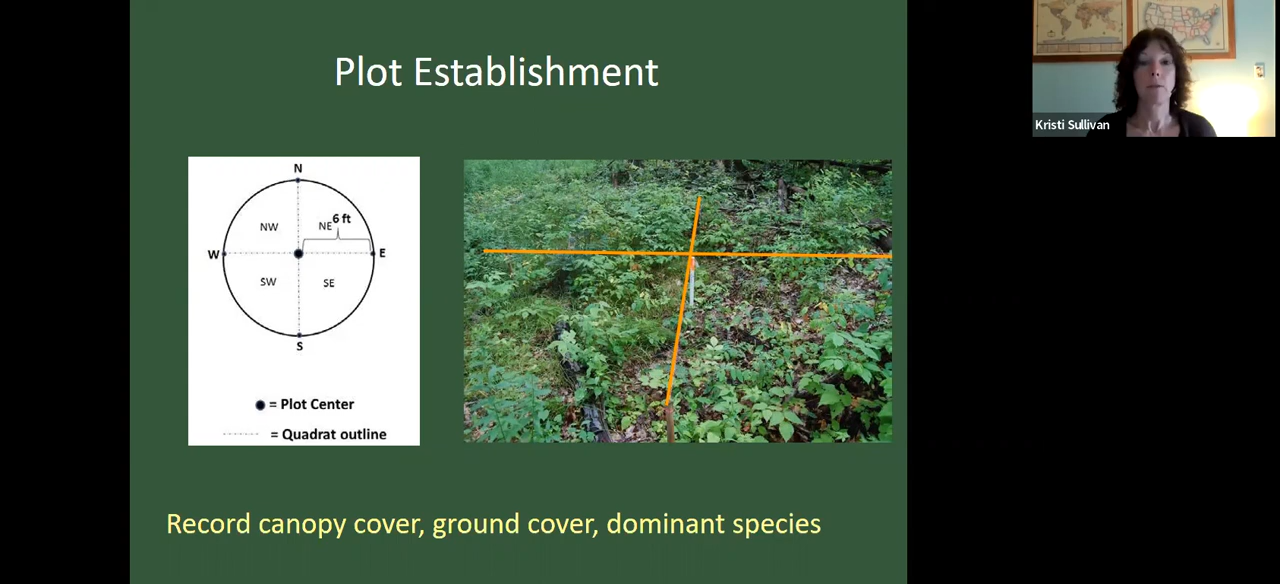 Plot Establishment
N
NW
NE
6 ft
W
E
SW
SE
S
= Plot Center
= Quadrat outline
Record canopy cover, ground cover, dominant species
Kristi Sullivan